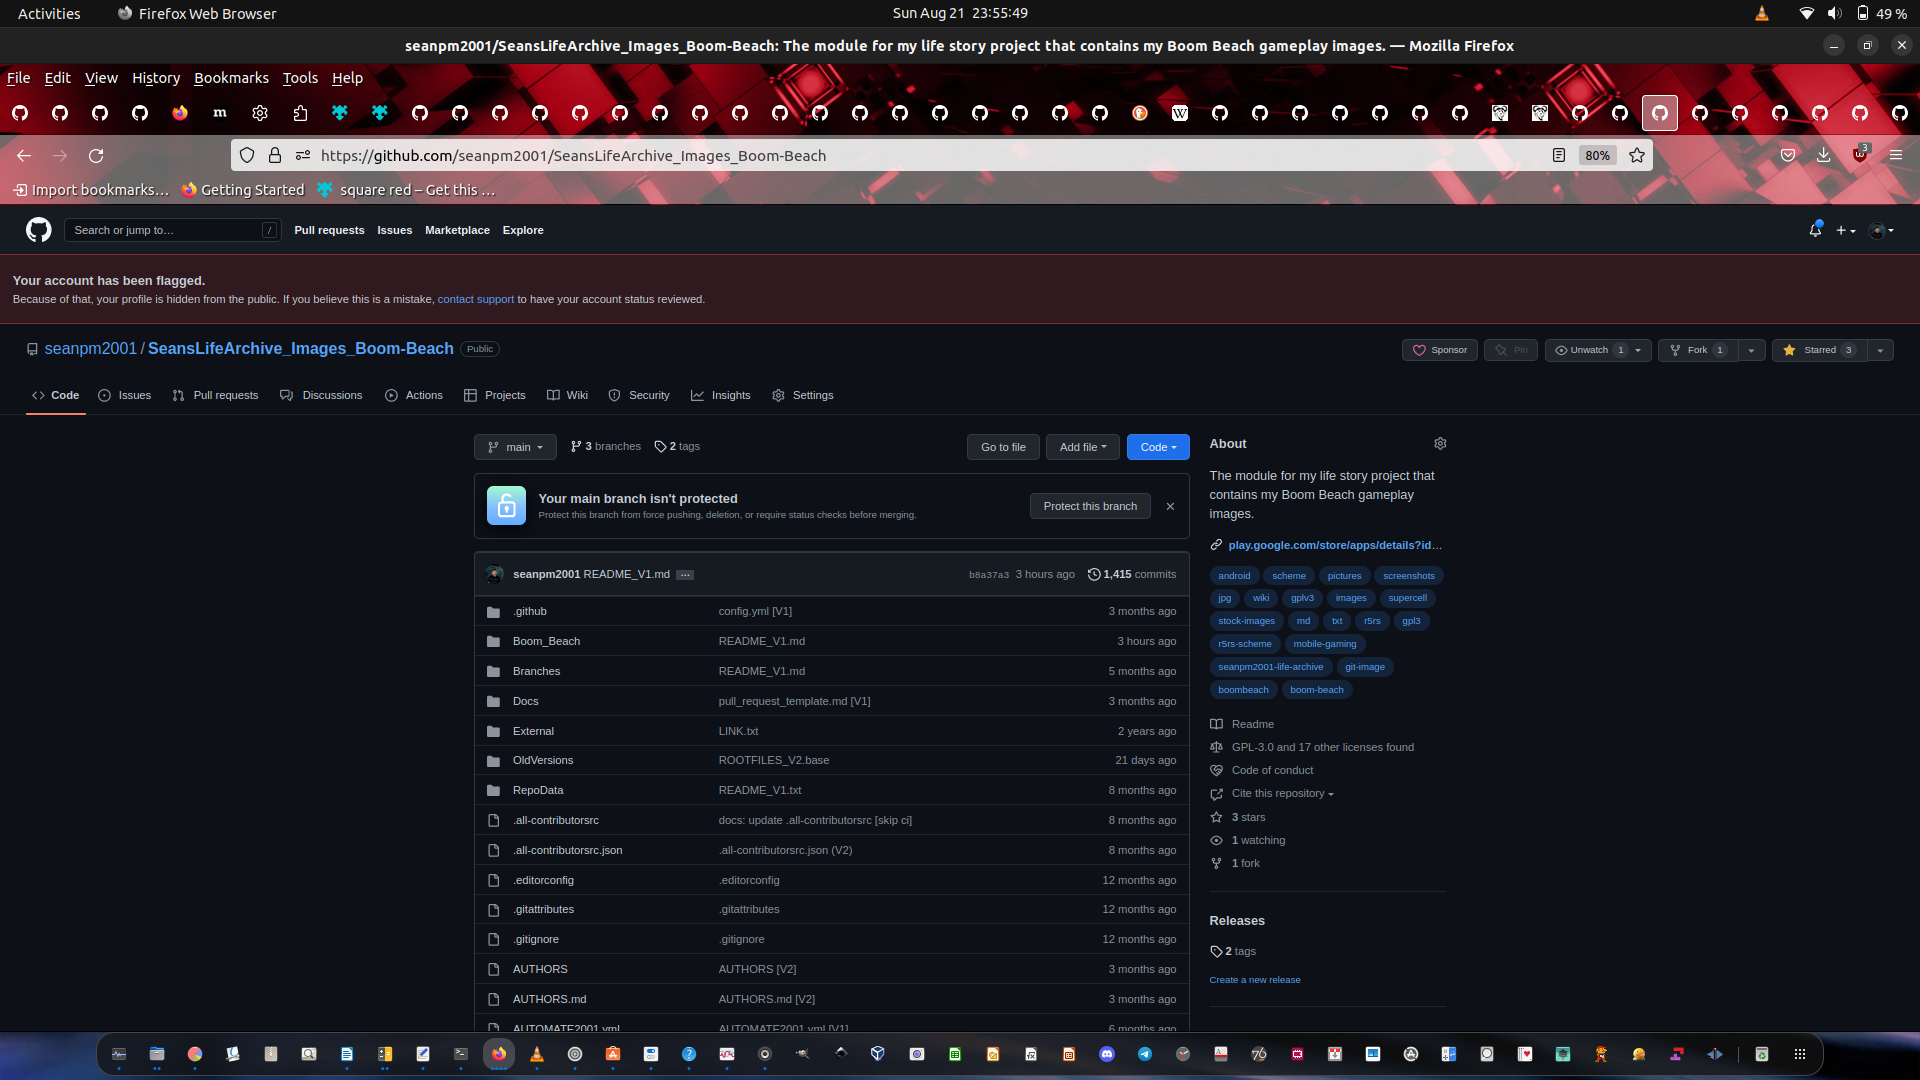 Activities
Firefox Web Browser
Sun Aug 21 23:55:49
49 %
seanpm2001/SeansLifeArchive_Images_Boom-Beach: The module for my life story project that contains my Boom Beach gameplay images. — Mozilla Firefox
File Edit View History Bookmarks Tools Help
https://github.com/seanpm2001/SeansLifeArchive_Images_Boom-Beach
80%
3
Import bookmarks… Getting Started square red – Get this …
Search or jump to…
/
Pull requests Issues Marketplace Explore
Your account has been flagged.
Because of that, your profile is hidden from the public. If you believe this is a mistake, contact support to have your account status reviewed.
seanpm2001 / SeansLifeArchive_Images_Boom-Beach Public
Sponsor Pin Unwatch 1 Fork 1 Starred 3
Code Issues Pull requests Discussions Actions Projects Wiki Security Insights Settings
main 3 branches 2 tags Go to file Add file Code
Your main branch isn't protected
Protect this branch from force pushing, deletion, or require status checks before merging.
Protect this branch
seanpm2001 README_V1.md ... b8a37a3 3 hours ago 1,415 commits
.github config.yml [V1] 3 months ago
Boom_Beach README_V1.md 3 hours ago
Branches README_V1.md 5 months ago
Docs pull_request_template.md [V1] 3 months ago
External LINK.txt 2 years ago
OldVersions ROOTFILES_V2.base 21 days ago
RepoData README_V1.txt 8 months ago
.all-contributorsrc docs: update .all-contributorsrc [skip ci] 8 months ago
.all-contributorsrc.json .all-contributorsrc.json (V2) 8 months ago
.editorconfig .editorconfig 12 months ago
.gitattributes .gitattributes 12 months ago
.gitignore .gitignore 12 months ago
AUTHORS AUTHORS [V2] 3 months ago
AUTHORS.md AUTHORS.md [V2] 3 months ago
AUTOMATE2001.yml AUTOMATE2001.yml [V1] 6 months ago
About
The module for my life story project that
contains my Boom Beach gameplay
images.
play.google.com/store/apps/details?id…
android scheme pictures screenshots
jpg wiki gplv3 images supercell
stock-images md txt r5rs gpl3
r5rs-scheme mobile-gaming
seanpm2001-life-archive git-image
boombeach boom-beach
Readme
GPL-3.0 and 17 other licenses found
Code of conduct
Cite this repository
3 stars
1 watching
1 fork
Releases
2 tags
Create a new release